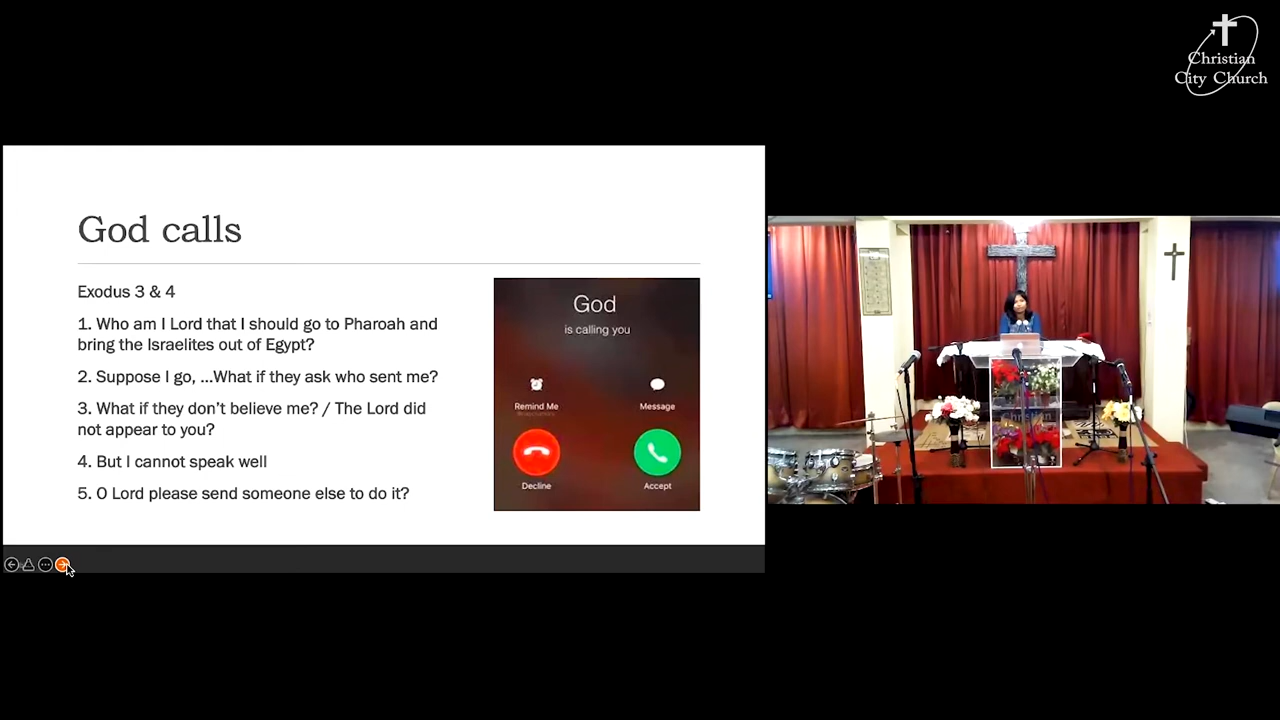 Christian
City Church
God calls
Exodus 3 & 4
1. Who am I Lord that I should go to Pharoah and
bring the Israelites out of Egypt?
2. Suppose I go, ...What if they ask who sent me?
3. What if they don't believe me? / The Lord did
not appear to you?
4. But I cannot speak well
5. O Lord please send someone else to do it?
God
is calling you
Remind Me
Message
Decline
Accept
Christian